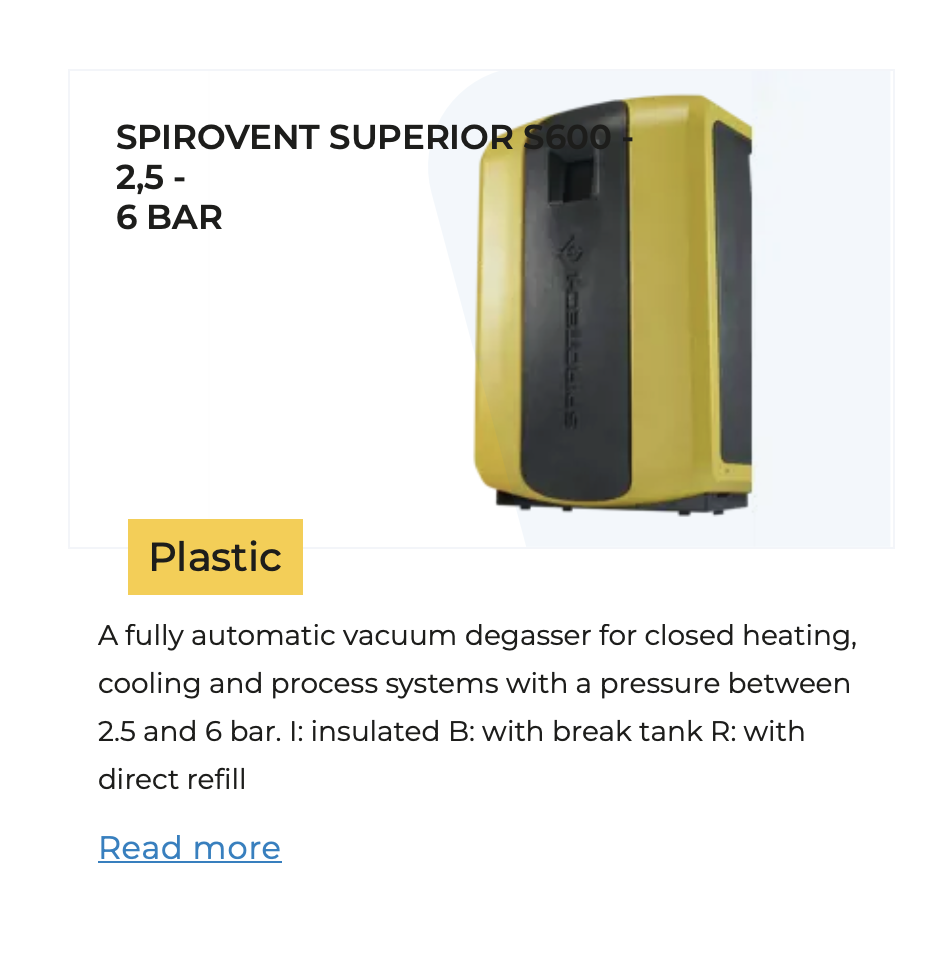 SPIROVENT SUPERIOR S600 -
2,5 -
6 BAR
SPIROTECH
Plastic
A fully automatic vacuum degasser for closed heating,
cooling and process systems with a pressure between
2.5 and 6 bar. I: insulated B: with break tank R: with
direct refill
Read more